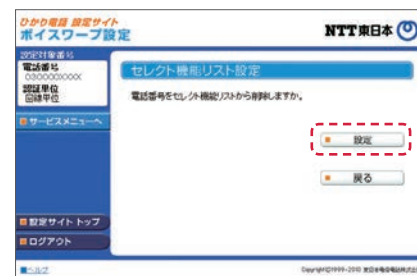 ひかり電話 設定サイト
ボイスワープ設定
NTT東日本
設定対象番号
電話番号
030000XXXX
認証単位
回線単位
サービスメニューへ
設定サイト トップ
ログアウト
ヘルプ
セレクト機能リスト設定
電話番号をセレクト機能リストから削除しますか。
設定
戻る